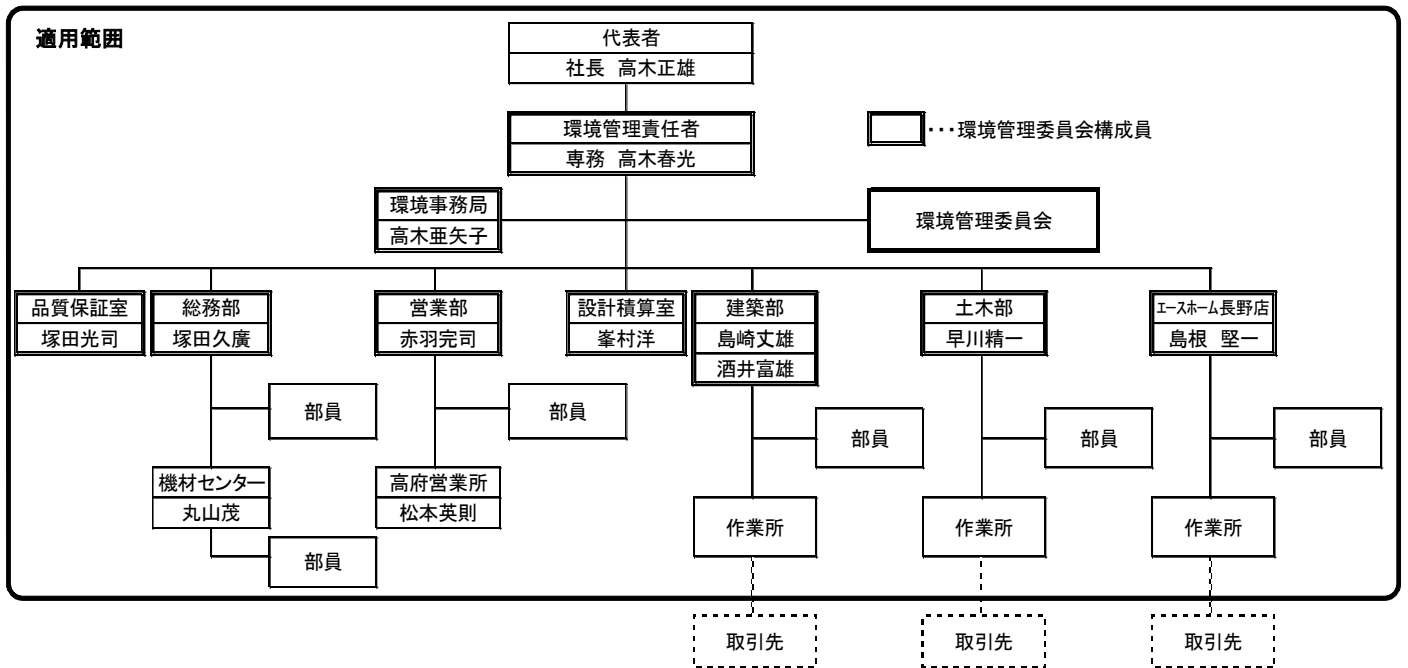 適用範囲
代表者
社長 高木正雄
環境管理責任者
専務 高木春光
・・・環境管理委員会構成員
環境事務局
高木亜矢子
環境管理委員会
品質保証室
塚田光司
総務部
塚田久廣
営業部
赤羽完司
設計積算室
峯村洋
建築部
島崎丈雄
酒井富雄
土木部
早川精一
エースホーム長野店
島根 堅一
部員
部員
部員
部員
部員
機材センター
丸山茂
高府営業所
松本英則
作業所
作業所
作業所
部員
取引先
取引先
取引先